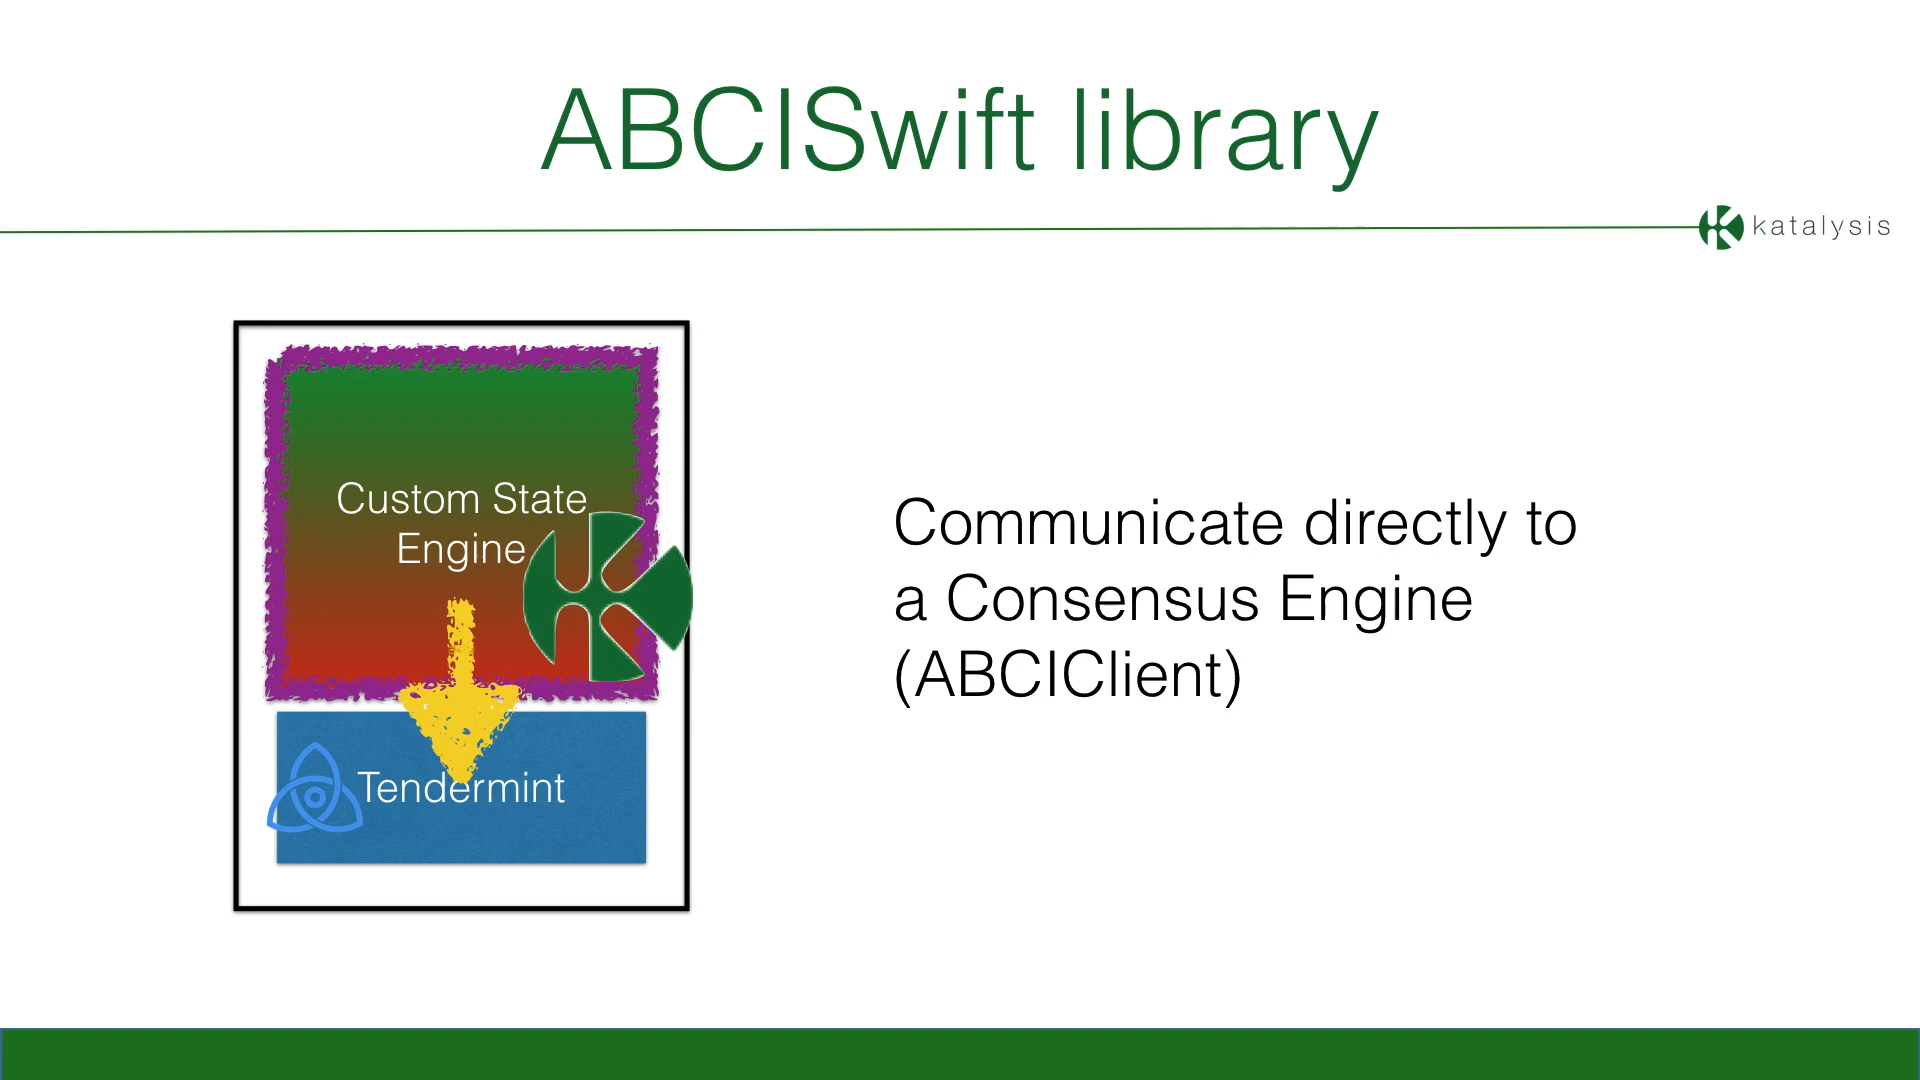 ABCISwift library
katalysis
Custom State
Engine
Tendermint
Communicate directly to
a Consensus Engine
(ABCIClient)